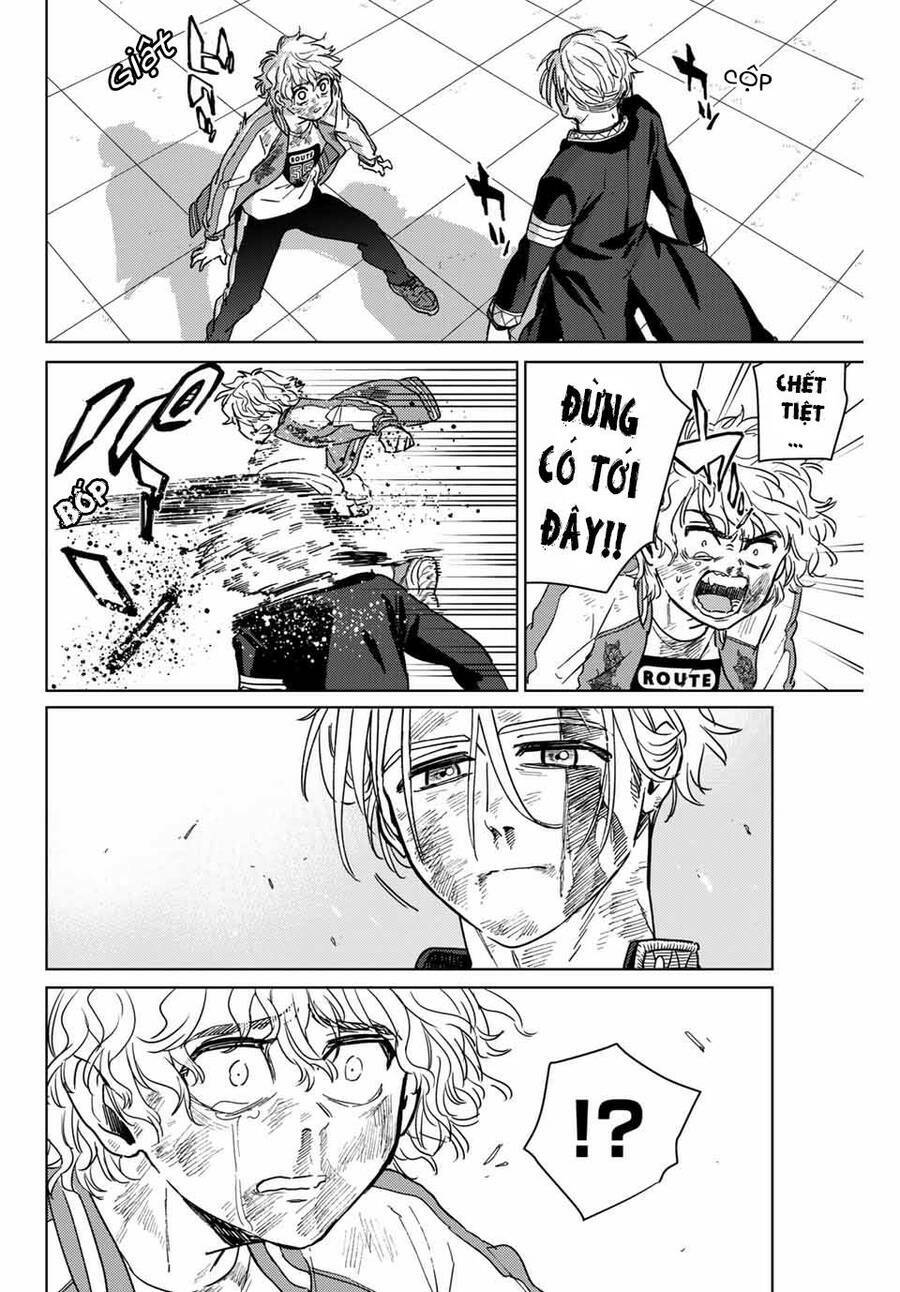 CỘP
GIẬT
ROUTE
CHẾT
TIỆT
...
ĐỪNG
CÓ TỚI
ĐÂY!!
ROUTE
BỐP
!?